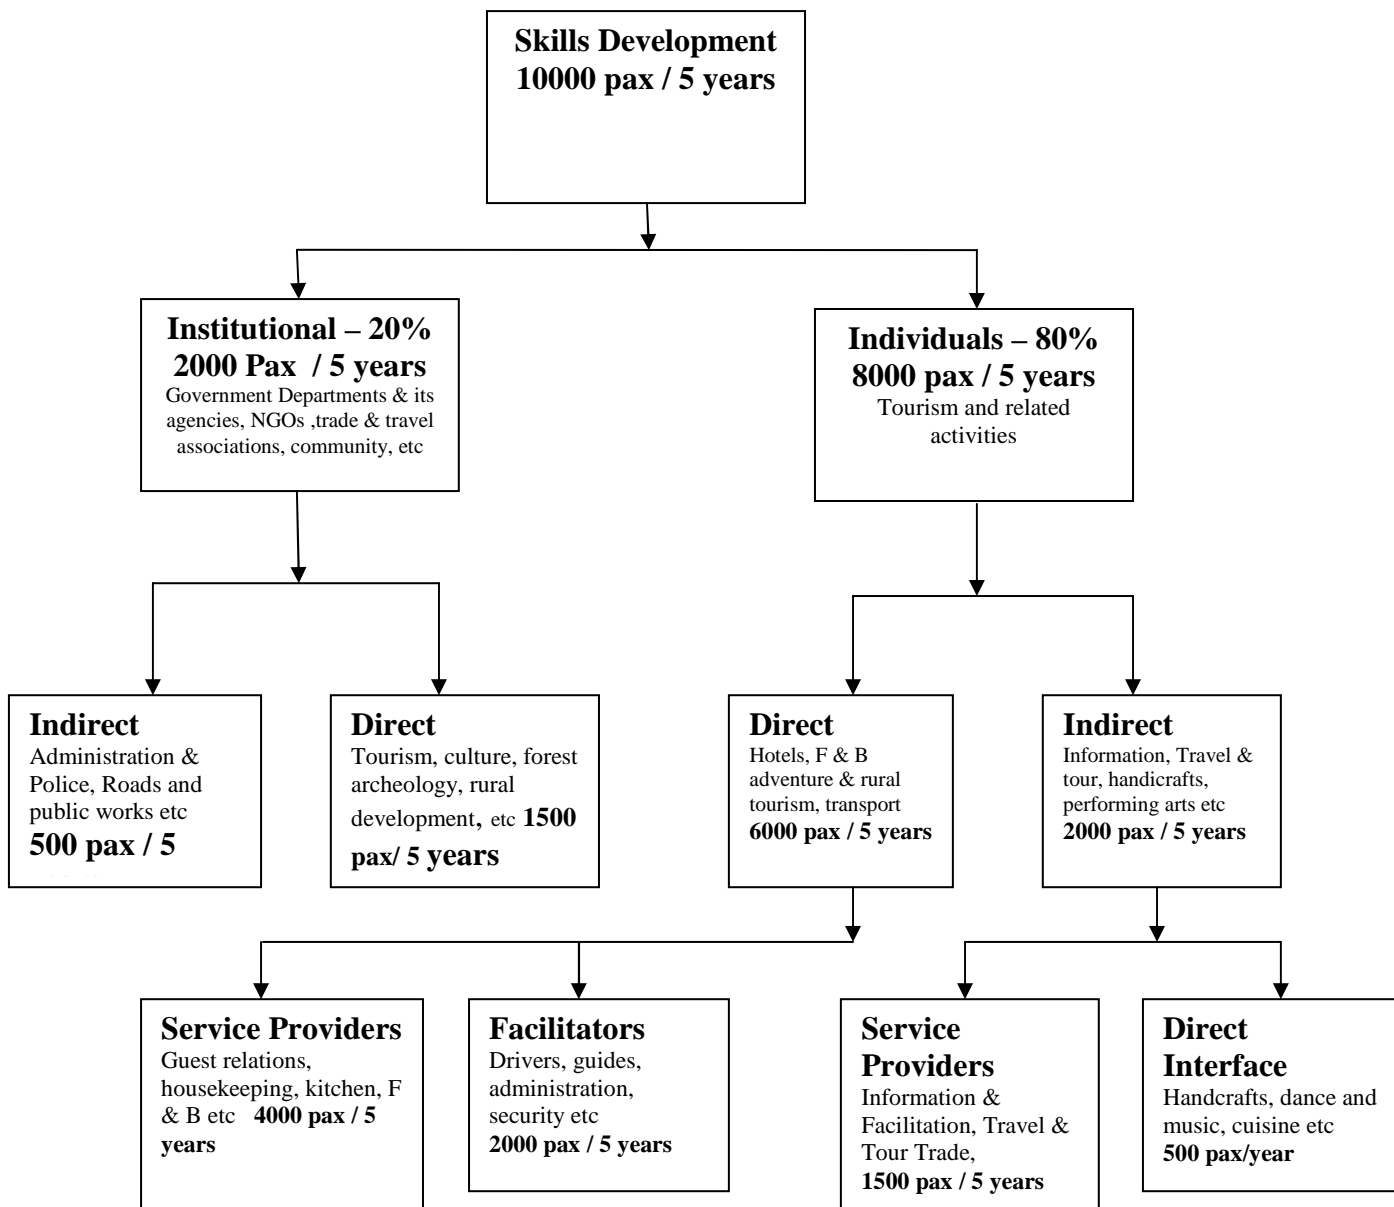 Skills Development
10000 pax / 5 years
Institutional – 20%
2000 Pax / 5 years
Government Departments & its
agencies, NGOs ,trade & travel
associations, community, etc
Individuals – 80%
8000 pax / 5 years
Tourism and related
activities
Indirect
Administration &
Police, Roads and
public works etc
500 pax / 5
Direct
Tourism, culture, forest
archeology, rural
development, etc 1500
pax/ 5 years
Direct
Hotels, F & B
adventure & rural
tourism, transport
6000 pax / 5 years
Indirect
Information, Travel &
tour, handicrafts,
performing arts etc
2000 pax / 5 years
Service Providers
Guest relations,
housekeeping, kitchen, F
& B etc 4000 pax / 5
years
Facilitators
Drivers, guides,
administration,
security etc
2000 pax / 5 years
Service
Providers
Information &
Facilitation, Travel &
Tour Trade,
1500 pax / 5 years
Direct
Interface
Handcrafts, dance and
music, cuisine etc
500 pax/year